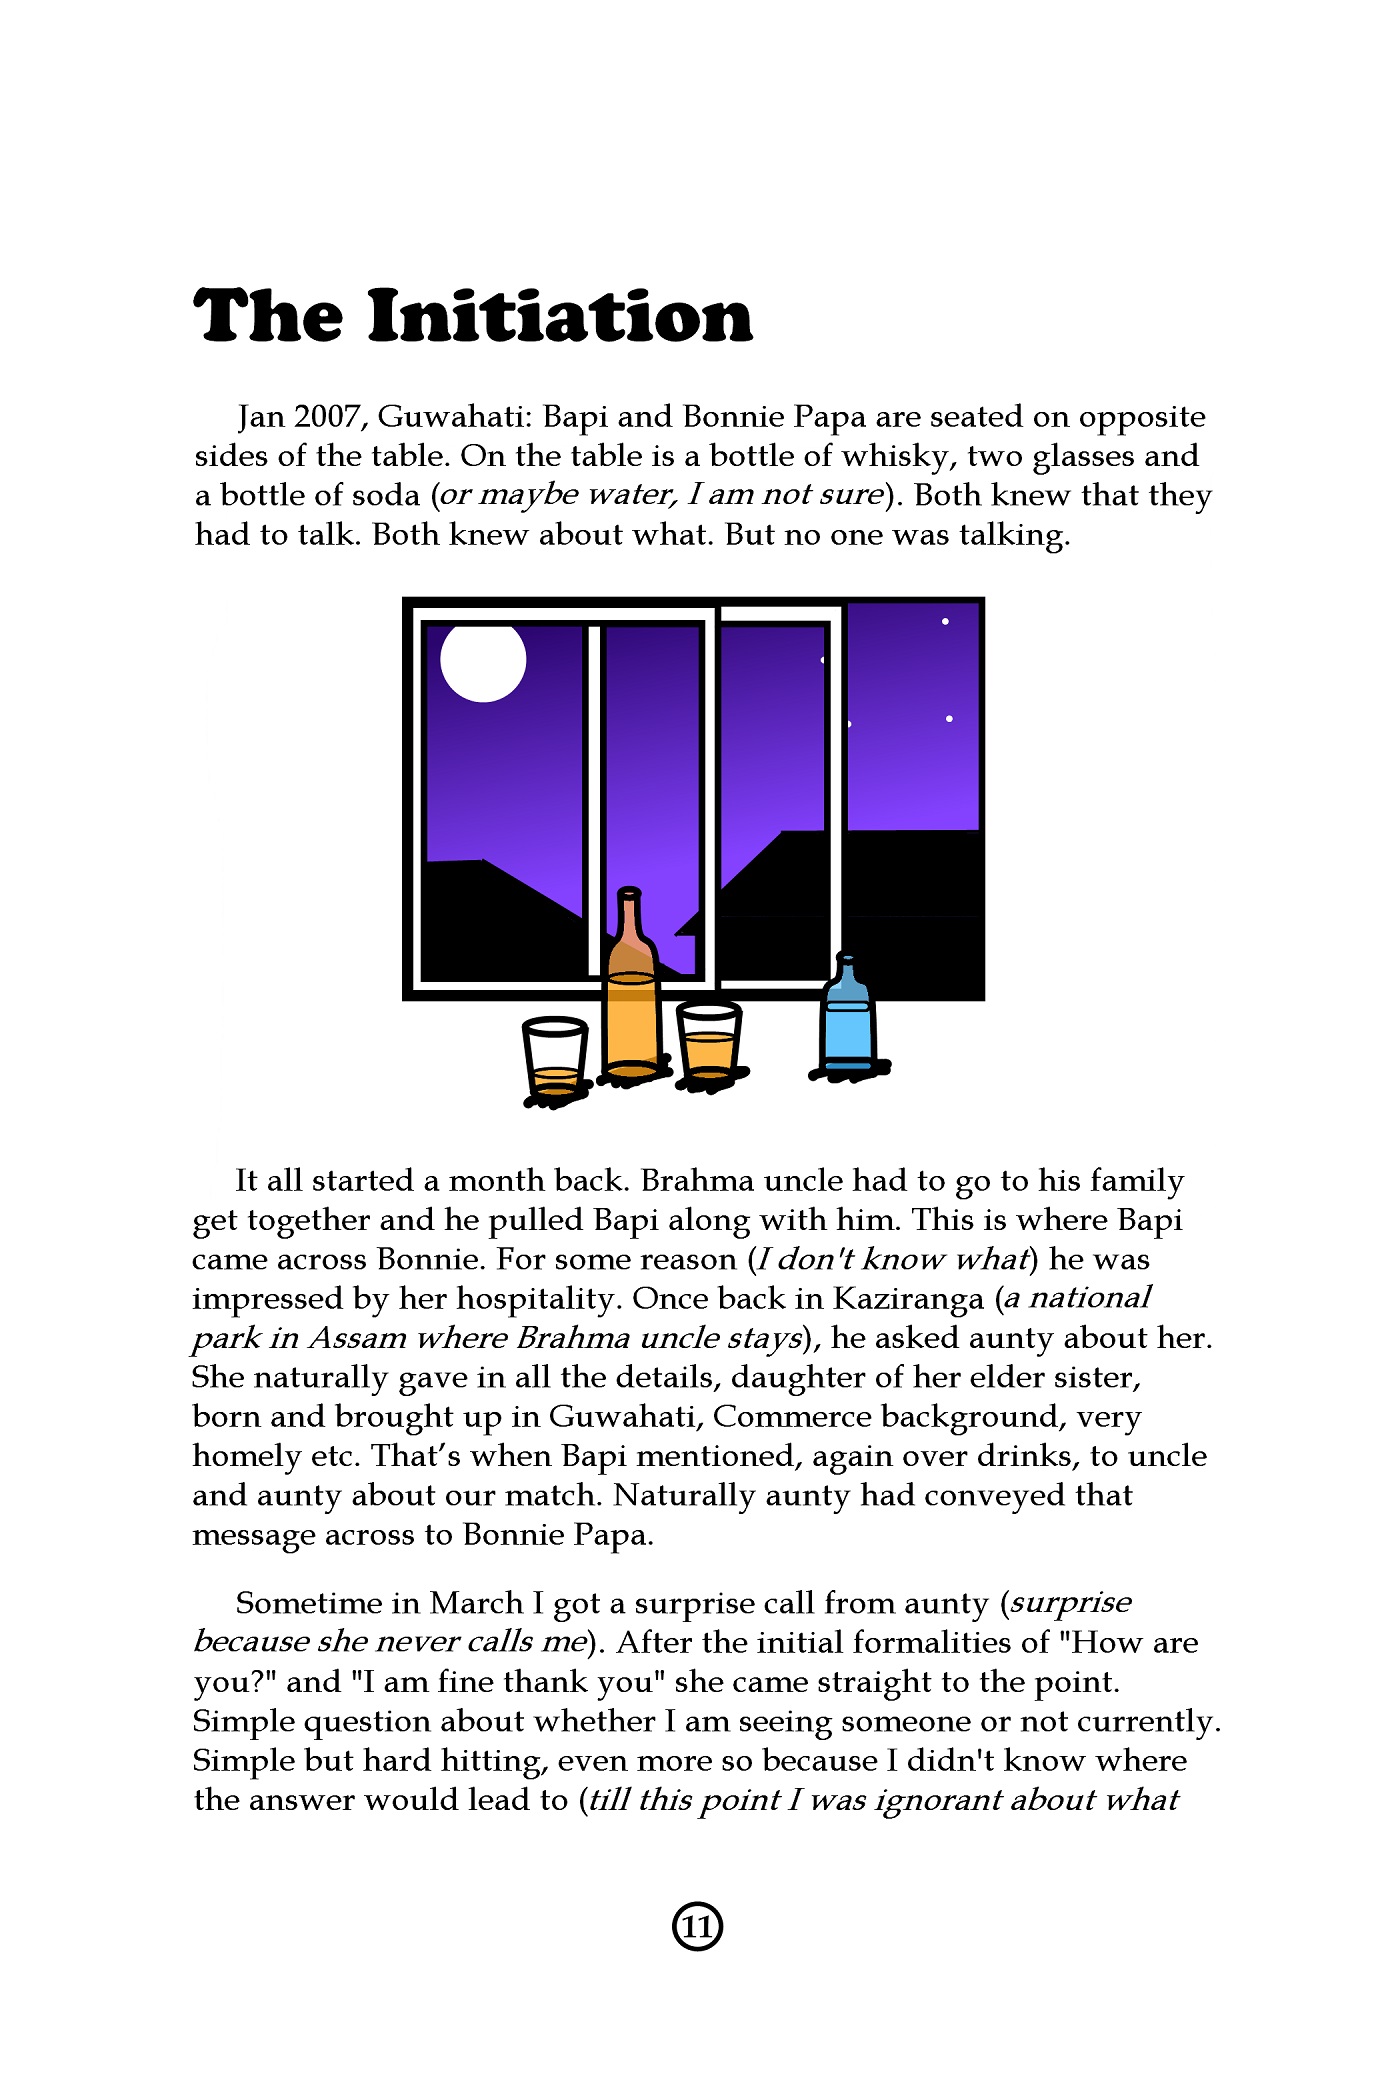 The Initiation
Jan 2007, Guwahati: Bapi and Bonnie Papa are seated on opposite
sides of the table. On the table is a bottle of whisky, two glasses and
a bottle of soda (or maybe water, I am not sure). Both knew that they
had to talk. Both knew about what. But no one was talking.
It all started a month back. Brahma uncle had to go to his family
get together and he pulled Bapi along with him. This is where Bapi
came across Bonnie. For some reason (I don't know what) he was
impressed by her hospitality. Once back in Kaziranga (a national
park in Assam where Brahma uncle stays), he asked aunty about her.
She naturally gave in all the details, daughter of her elder sister,
born and brought up in Guwahati, Commerce background, very
homely etc. That’s when Bapi mentioned, again over drinks, to uncle
and aunty about our match. Naturally aunty had conveyed that
message across to Bonnie Papa.
Sometime in March I got a surprise call from aunty (surprise
because she never calls me). After the initial formalities of "How are
you?" and "I am fine thank you" she came straight to the point.
Simple question about whether I am seeing someone or not currently.
Simple but hard hitting, even more so because I didn't know where
the answer would lead to (till this point I was ignorant about what
11